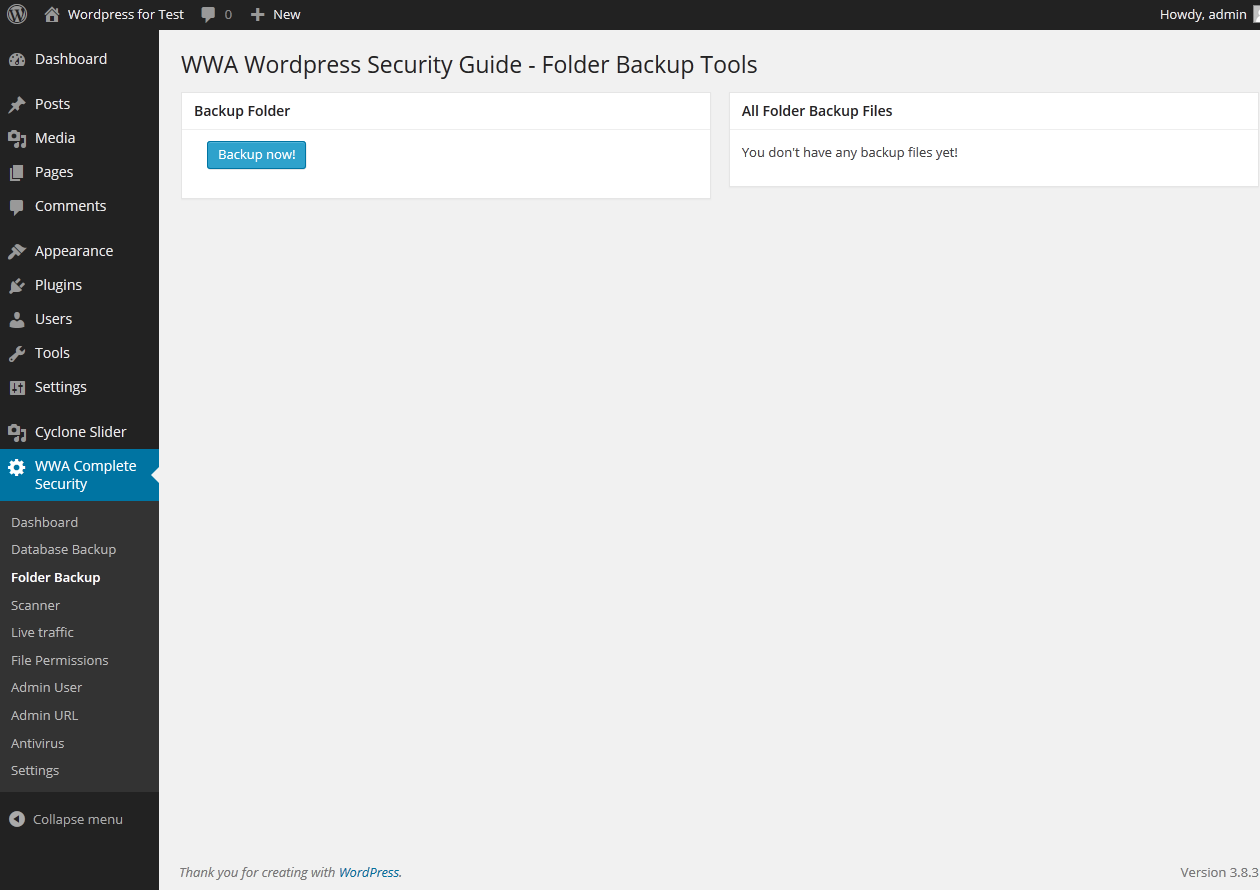 Wordpress for Test 0 New Howdy, admin
Dashboard
Posts
Media
Pages
Comments
Appearance
Plugins
Users
Tools
Settings
Cyclone Slider
WWA Complete
Security
Dashboard
Database Backup
Folder Backup
Scanner
Live traffic
File Permissions
Admin User
Admin URL
Antivirus
Settings
Collapse menu
WWA Wordpress Security Guide - Folder Backup Tools
Backup Folder
Backup now!
All Folder Backup Files
You don't have any backup files yet!
Thank you for creating with WordPress.
Version 3.8.3